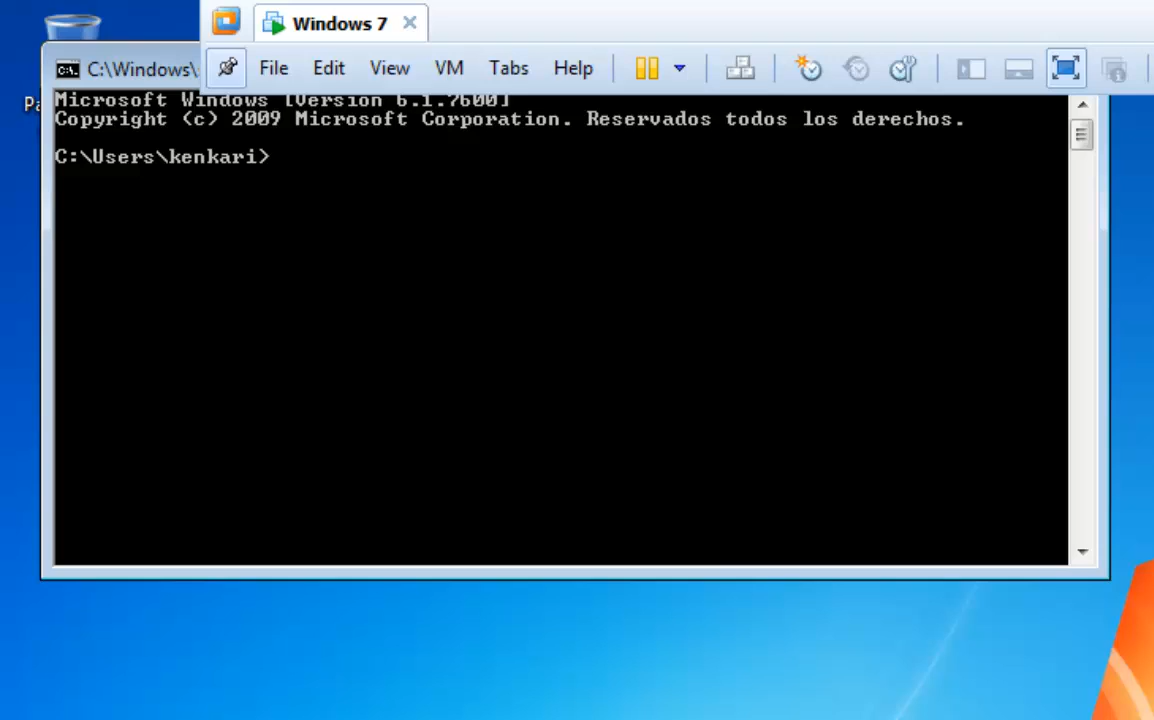 Windows 7
C:\Windows\
File Edit View VM Tabs Help
Microsoft Windows [Version 6.1.7600]
Copyright (c) 2009 Microsoft Corporation. Reservados todos los derechos.
C:\Users\kenkari>